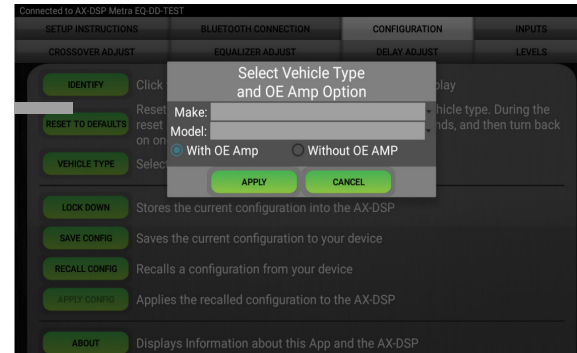 Connected to AX-DSP Metra EQ-DD-TEST
SETUP INSTRUCTIONS BLUETOOTH CONNECTION CONFIGURATION INPUTS
CROSSOVER ADJUST EQUALIZER ADJUST DELAY ADJUST LEVELS
Select Vehicle Type
and OE Amp Option
Make:
Model:
With OE Amp Without OE AMP
APPLY CANCEL
IDENTIFY Click
RESET TO DEFAULTS Reset hicle type. During the
reset nds, and then turn back
on on
VEHICLE TYPE Selec
LOCK DOWN Stores the current configuration into the AX-DSP
SAVE CONFIG Saves the current configuration to your device
RECALL CONFIG Recalls a configuration from your device
APPLY CONFIG Applies the recalled configuration to the AX-DSP
ABOUT Displays Information about this App and the AX-DSP